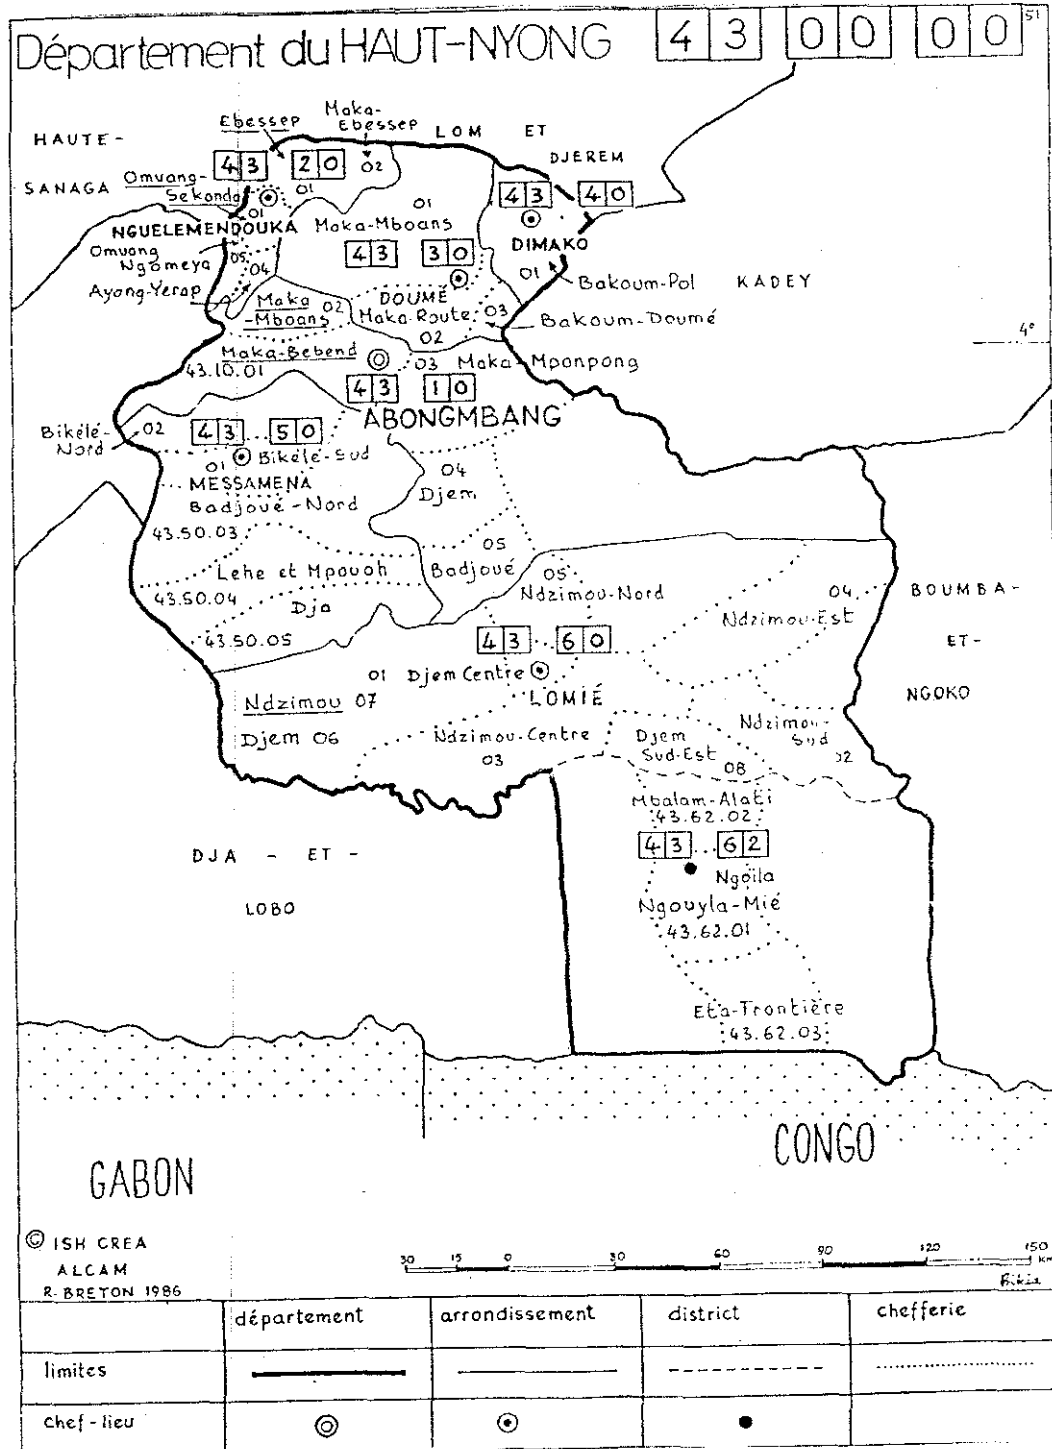 51
Département du HAUT-NYONG 43 00 00
HAUTE-
SANAGA
Ebessep
Maka-
Ebessep
LOM ET
DJEREM
43 20
02
43 40
Omvang-
Sekonda
01
01
NGUELEMENDOUKA
01
Maka-Mboans
43 30
DIMAKO
01
Bakoum-Pol
KADEY
Omvang
Ngomeya
05
04
Ayong-Yerap
Maka
-Mboans
02
DOUMÉ
Maka-Route
02
03
Bakoum-Doumé
4°
Maka-Bebend
43.10.01
03 Maka-Mponpong
43 10
ABONGMBANG
Bikélé-
Nord
02
43 50
01
Bikélé-Sud
MESSAMENA
Badjoué-Nord
43.50.03
04
Djem
05
Badjoué
Lehe et Mpouoh
43.50.04
Dja
43.50.05
05
Ndzimou-Nord
04
Ndzimou-Est
BOUMBA-
ET-
NGOKO
43 60
01 Djem Centre
LOMIÉ
Ndzimou 07
Djem 06
Ndzimou-Centre
03
Djem
Sud-Est
08
Ndzimou-
Sud
02
Mbalam-Alati
43.62.02
43 62
Ngoïla
Ngouyla-Mié
43.62.01
Eta-Trontière
43.62.03
DJA - ET -
LOBO
GABON
CONGO
© ISH CREA
ALCAM
R. BRETON 1986
30 15 0 30 60 90 120 150
km
département arrondissement district chefferie
limites
chef-lieu